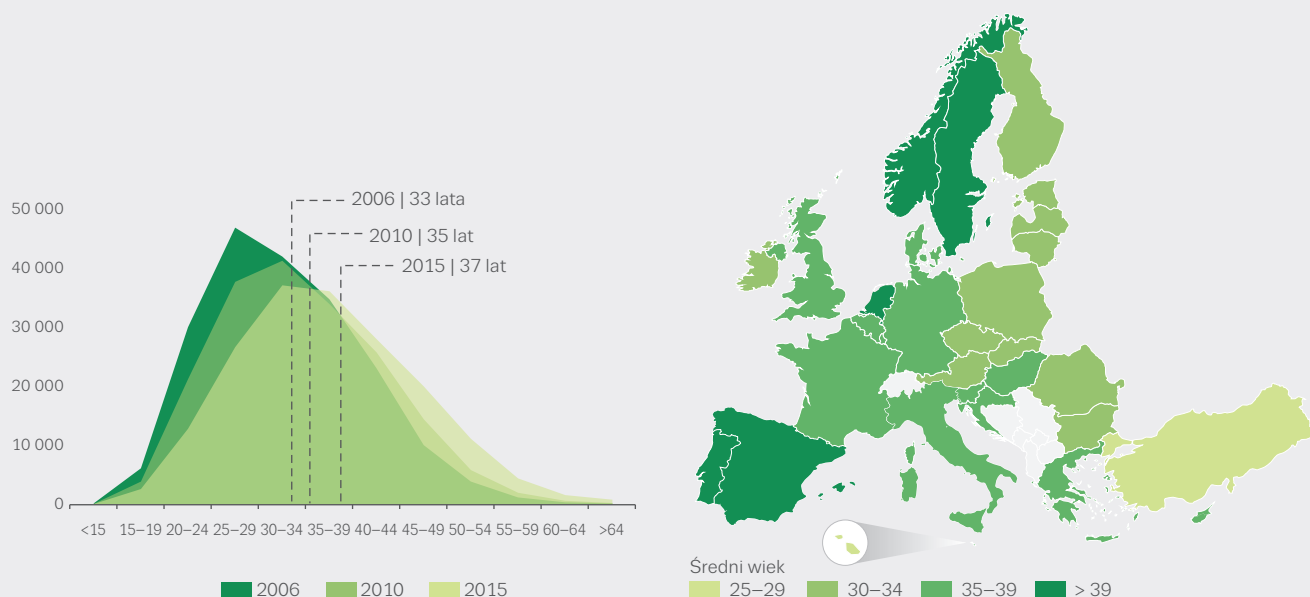 50 000
40 000
30 000
20 000
10 000
0
2006 | 33 lata
2010 | 35 lat
2015 | 37 lat
<15 15–19 20–24 25–29 30–34 35–39 40–44 45–49 50–54 55–59 60–64 >64
2006 2010 2015
Średni wiek
25–29 30–34 35–39 > 39